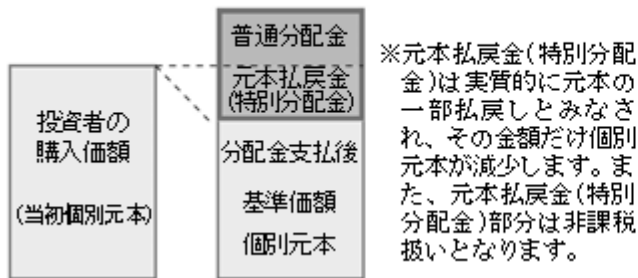 普通分配金
元本払戻金
(特別分配金)
投資者の
購入価額
(当初個別元本)
分配金支払後
基準価額
個別元本
※元本払戻金(特別分配
金)は実質的に元本の
一部払戻しとみなさ
れ、その金額だけ個別
元本が減少します。ま
た、元本払戻金(特別
分配金)部分は非課税
扱いとなります。